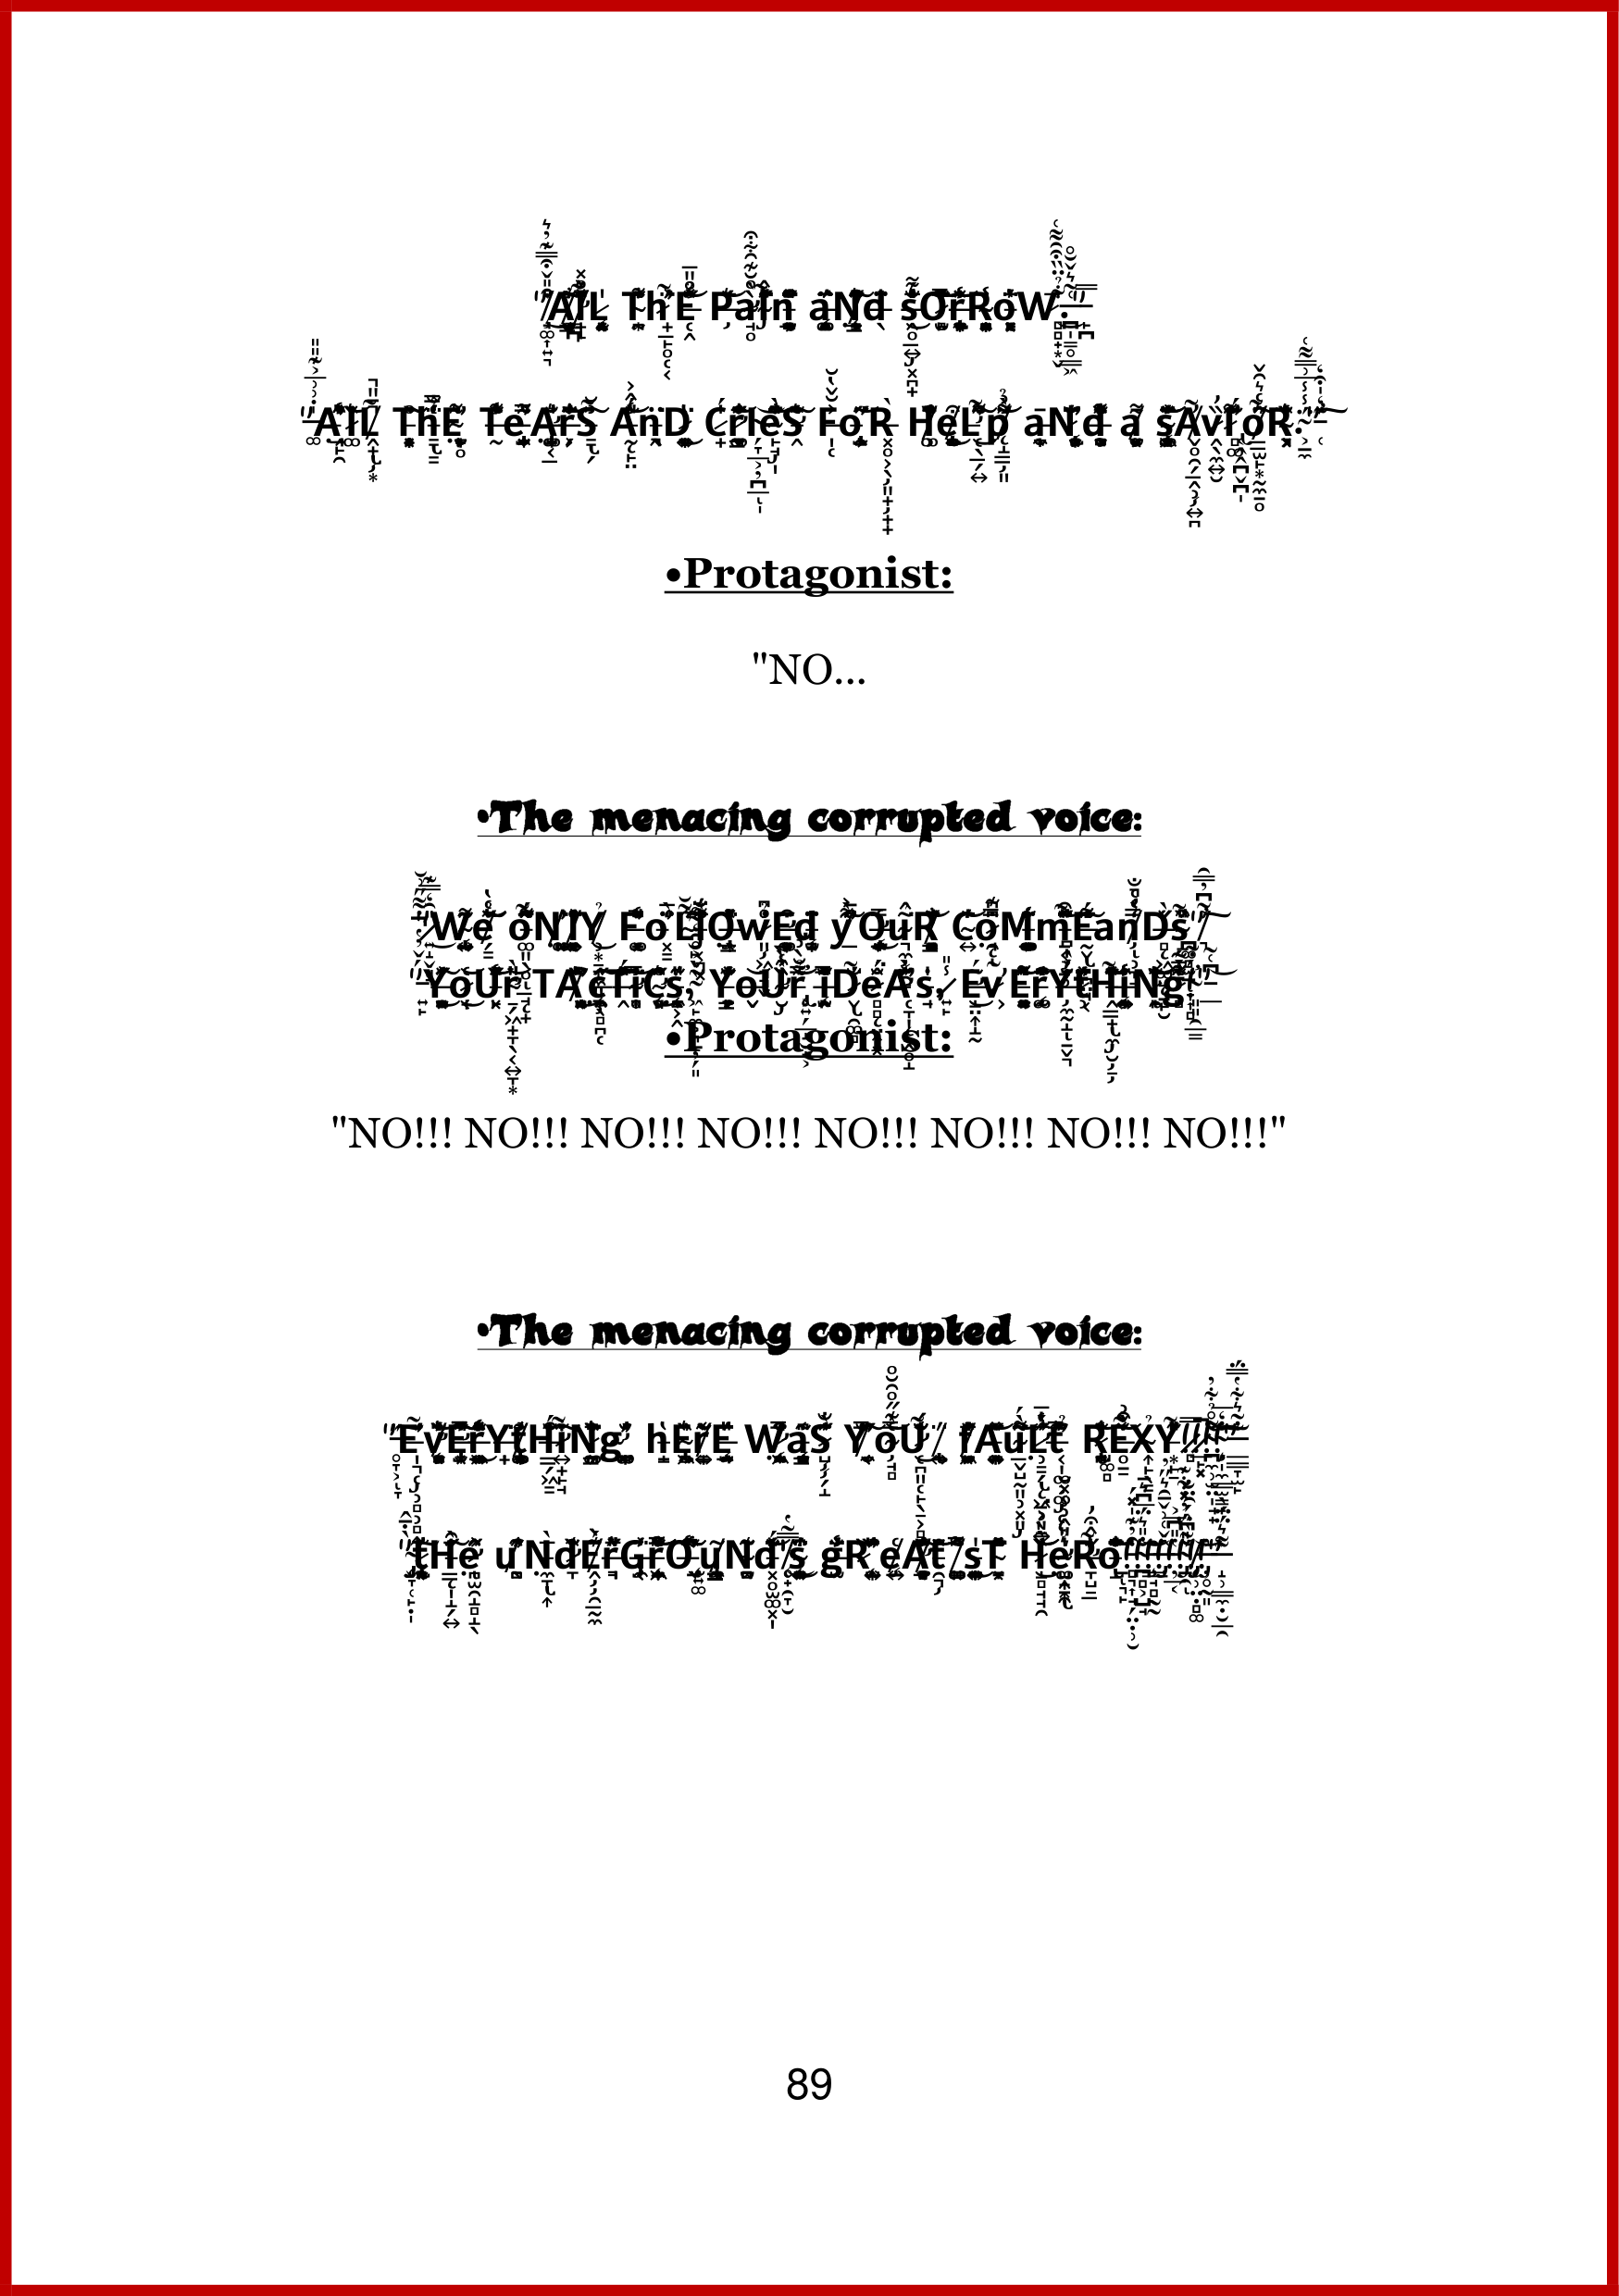 "AlL ThE PaIn aNd sOrRoW."
"AlL ThE TeArS AnD CrIeS FoR HeLp aNd a sAvIoR."
•Protagonist:
"NO...
•The menacing corrupted voice:
"We oNlY FoLlOwEd yOuR CoMmEanDs"
"YoUr TAcTiCs, YoUr iDeA's, EvErYtHiNg!"
•Protagonist:
"NO!!! NO!!! NO!!! NO!!! NO!!! NO!!! NO!!! NO!!!"
•The menacing corrupted voice:
"EvErYtHiNg hErE WaS YoU fAuLt REXY!!!"
"tHe uNdErGrOuNd's gReAtesT HeRo!!!!!!"
89